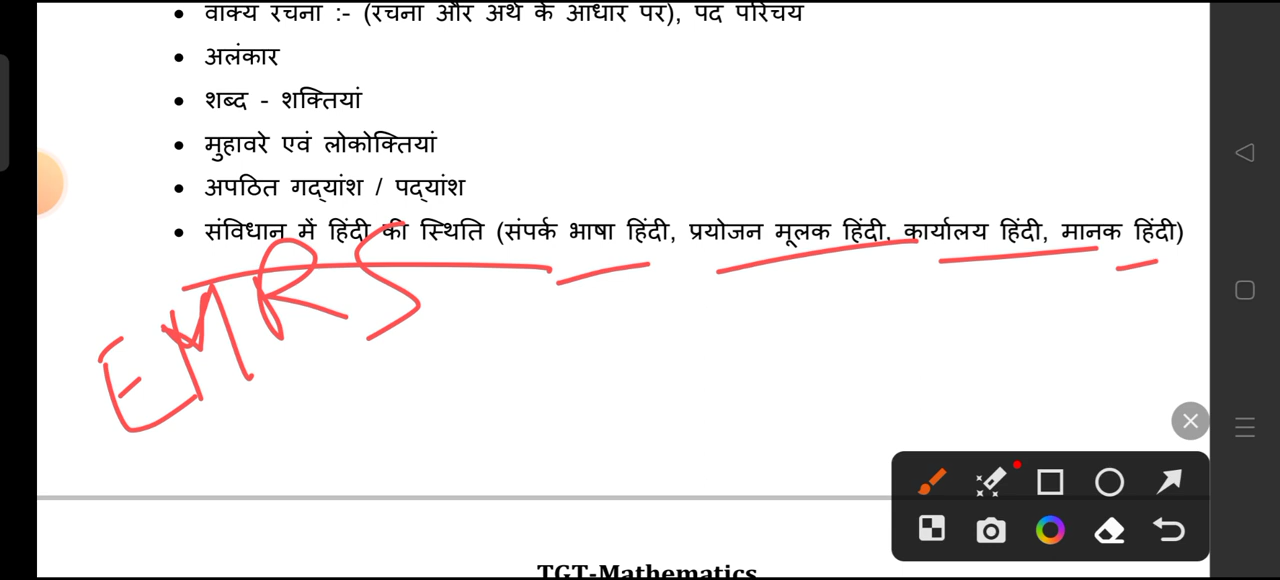 वाक्य रचना :- (रचना और अर्थ के आधार पर), पद परिचय
अलंकार
शब्द - शक्तियां
मुहावरे एवं लोकोक्तियां
अपठित गद्यांश / पद्यांश
संविधान में हिंदी की स्थिति (संपर्क भाषा हिंदी, प्रयोजन मूलक हिंदी, कार्यालय हिंदी, मानक हिंदी)
EMRS
TGT-Mathematics